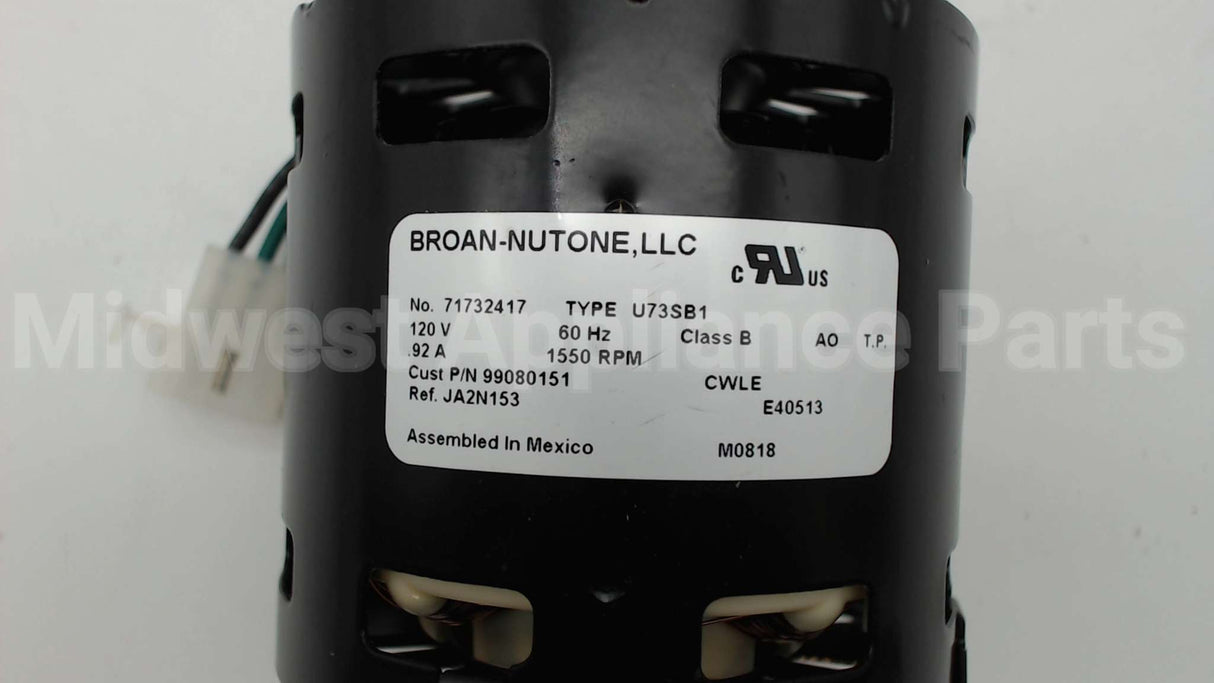 BROAN-NUTONE,LLC
C RU US
No. 71732417 TYPE U73SB1
120 V 60 Hz Class B AO T.P.
.92 A 1550 RPM
Cust P/N 99080151 CWLE
Ref. JA2N153 E40513
Assembled In Mexico M0818
Midwest Appliance Parts